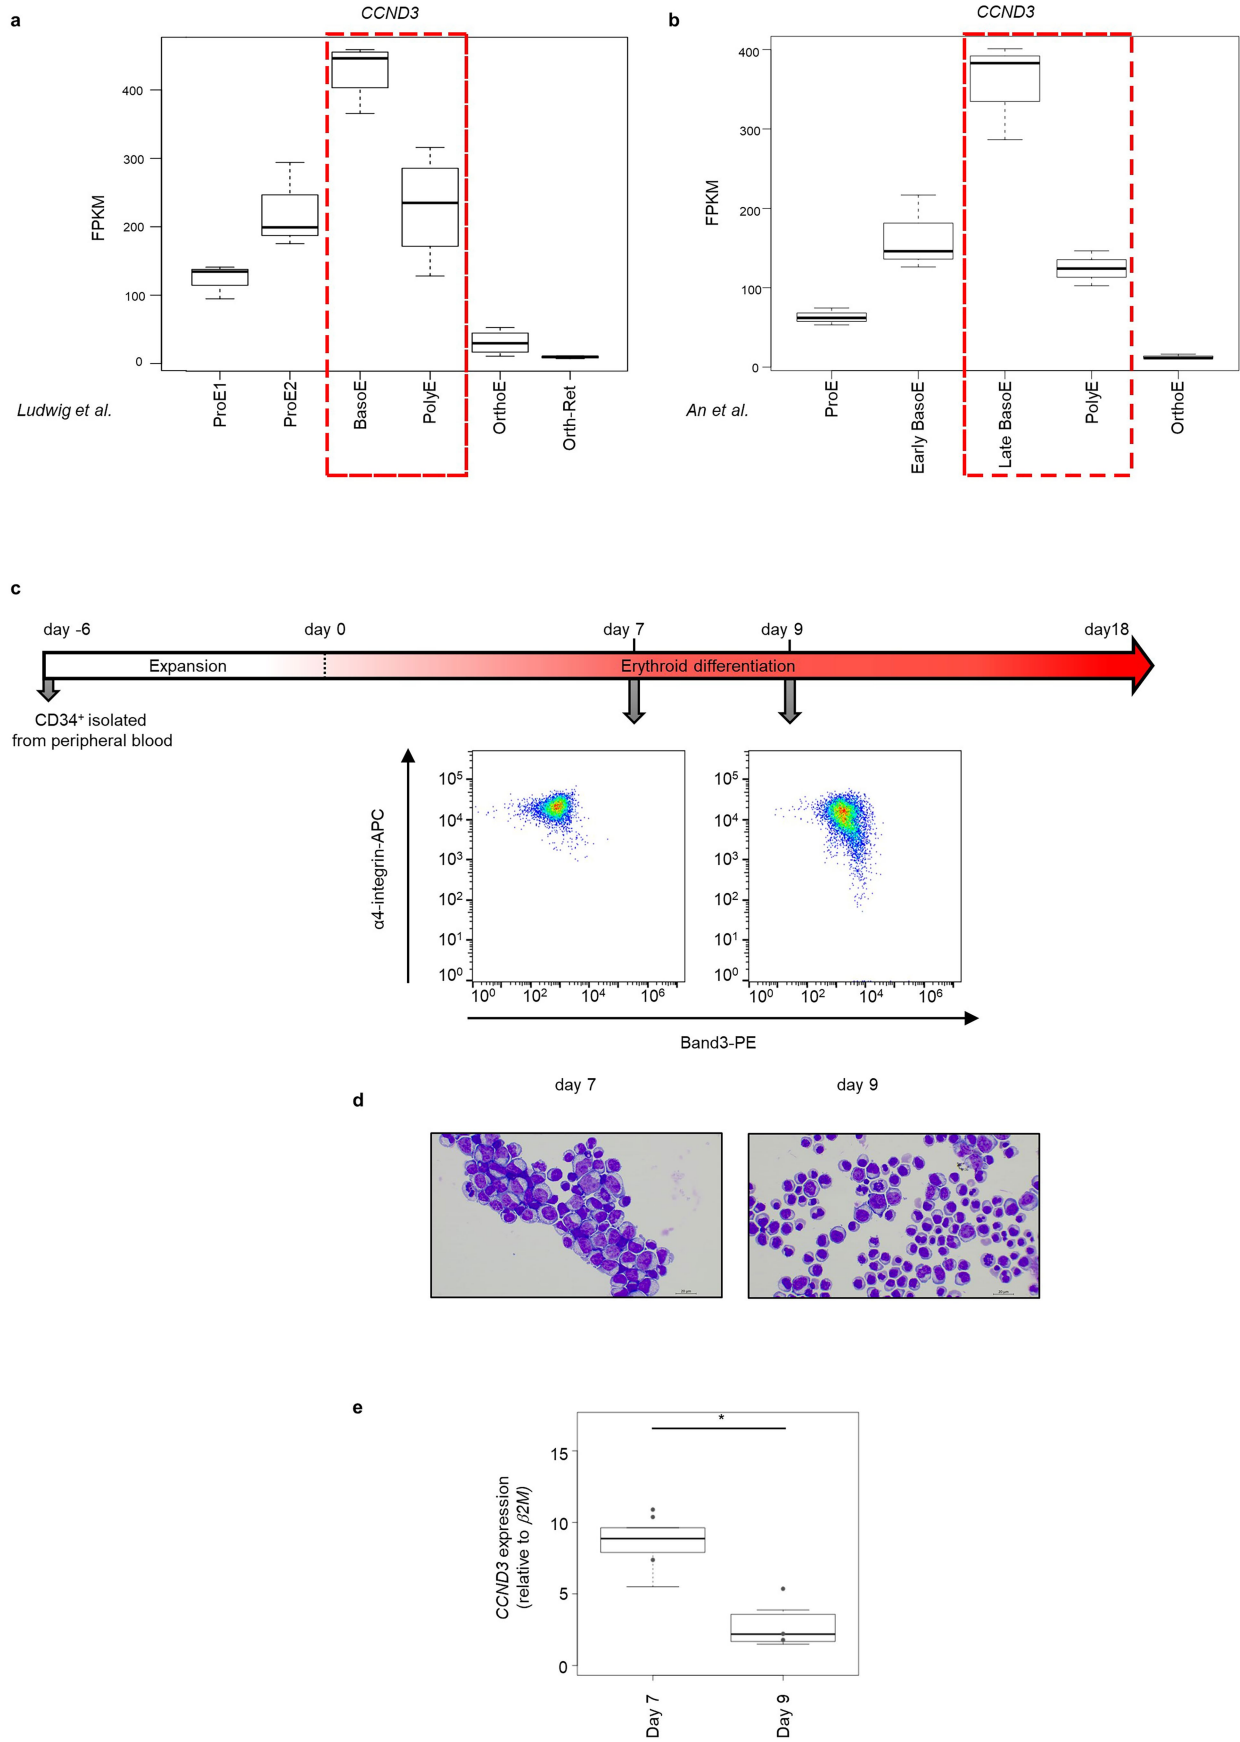 a
CCND3
FPKM
400
300
200
100
0
ProE1
ProE2
BasoE
PolyE
OrthoE
Orth-Ret
Ludwig et al.
b
CCND3
FPKM
400
300
200
100
0
ProE
Early BasoE
Late BasoE
PolyE
OrthoE
An et al.
c
day -6
day 0
day 7
day 9
day18
Expansion
Erythroid differentiation
CD34⁺ isolated
from peripheral blood
α4-integrin-APC
10⁵
10⁴
10³
10²
10¹
10⁰
10⁰ 10² 10⁴ 10⁶
10⁵
10⁴
10³
10²
10¹
10⁰
10⁰ 10² 10⁴ 10⁶
Band3-PE
day 7
day 9
d
20 µm
20 µm
e
*
CCND3 expression
(relative to β2M)
15
10
5
0
Day 7
Day 9